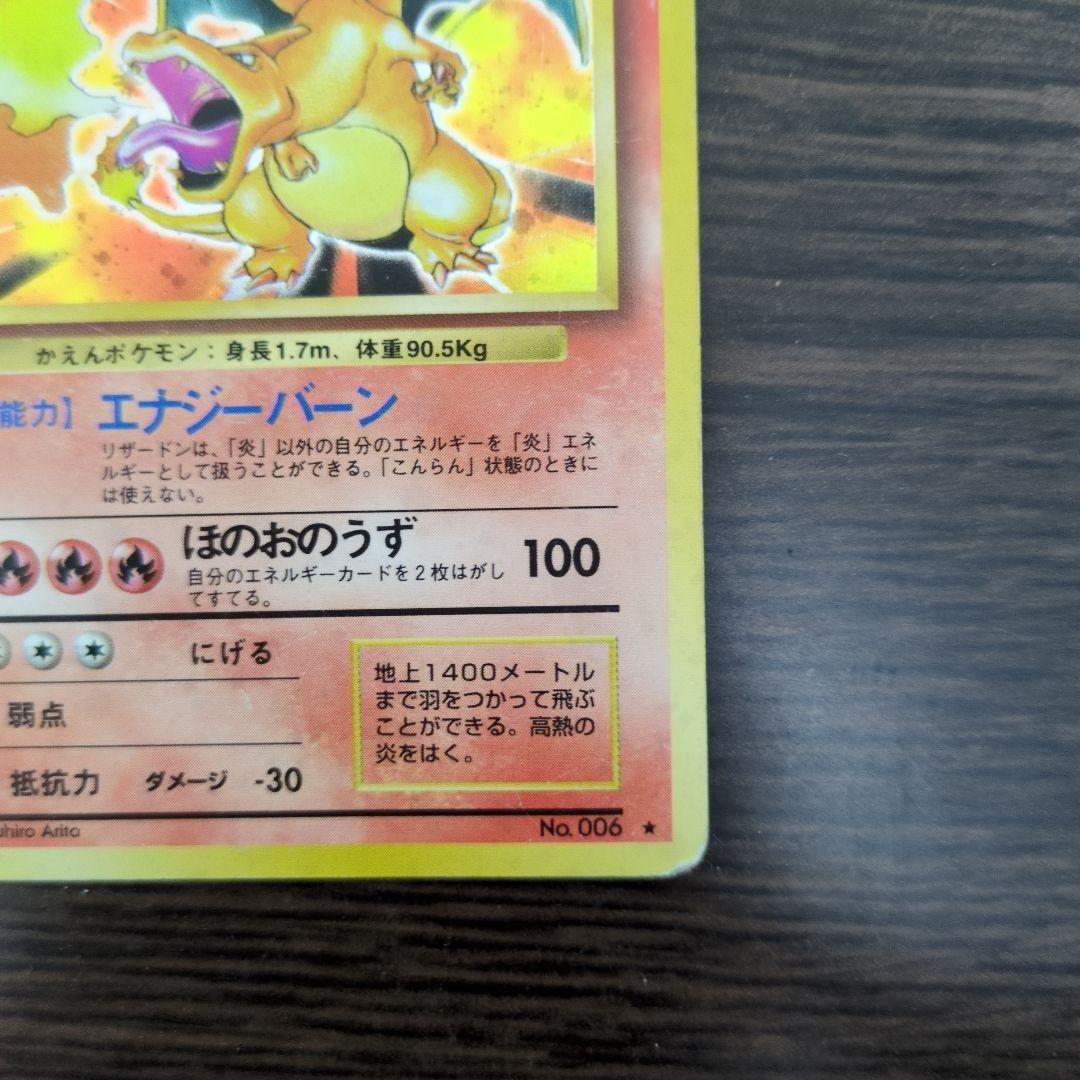 かえんポケモン：身長1.7m、体重90.5Kg
能力】 エナジーバーン
リザードンは、「炎」以外の自分のエネルギーを「炎」エネ
ルギーとして扱うことができる。「こんらん」状態のときに
は使えない。
ほのおのうず 100
自分のエネルギーカードを２枚はがし
てすてる。
にげる
地上1400メートル
まで羽をつかって飛ぶ
ことができる。高熱の
炎をはく。
弱点
抵抗力 ダメージ -30
uhiro Arita
No. 006 ★